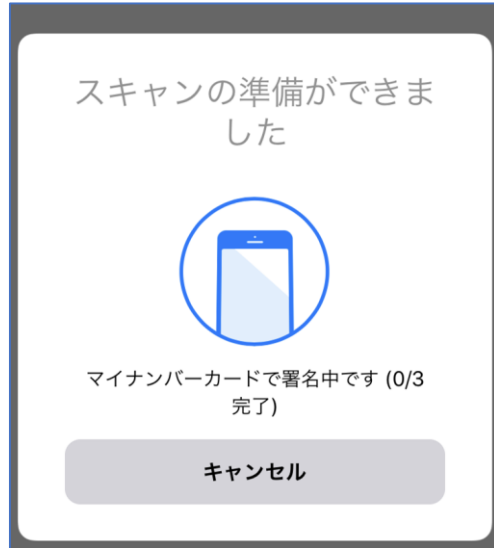 スキャンの準備ができま
した
マイナンバーカードで署名中です (0/3
完了)
キャンセル